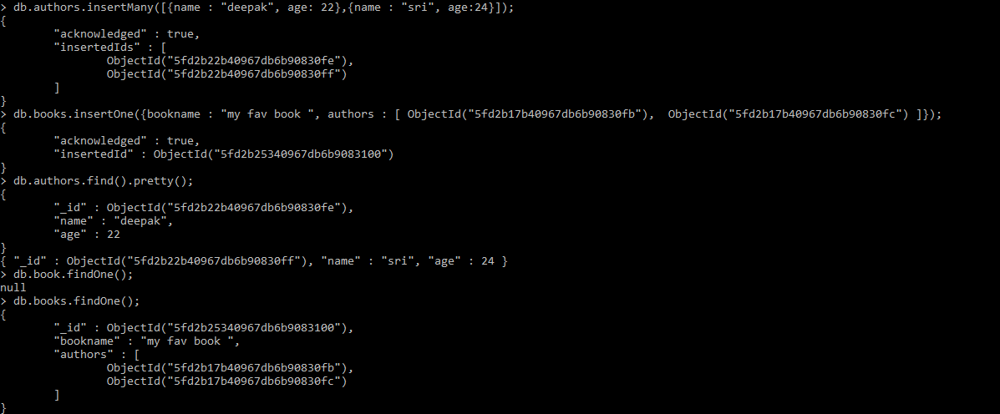 > db.authors.insertMany([{name : "deepak", age: 22},{name : "sri", age:24}]);
{
        "acknowledged" : true,
        "insertedIds" : [
                ObjectId("5fd2b22b40967db6b90830fe"),
                ObjectId("5fd2b22b40967db6b90830ff")
        ]
}
> db.books.insertOne({bookname : "my fav book ", authors : [ ObjectId("5fd2b17b40967db6b90830fb"),  ObjectId("5fd2b17b40967db6b90830fc") ]});
{
        "acknowledged" : true,
        "insertedId" : ObjectId("5fd2b25340967db6b9083100")
}
> db.authors.find().pretty();
{
        "_id" : ObjectId("5fd2b22b40967db6b90830fe"),
        "name" : "deepak",
        "age" : 22
}
{ "_id" : ObjectId("5fd2b22b40967db6b90830ff"), "name" : "sri", "age" : 24 }
> db.book.findOne();
null
> db.books.findOne();
{
        "_id" : ObjectId("5fd2b25340967db6b9083100"),
        "bookname" : "my fav book ",
        "authors" : [
                ObjectId("5fd2b17b40967db6b90830fb"),
                ObjectId("5fd2b17b40967db6b90830fc")
        ]
}